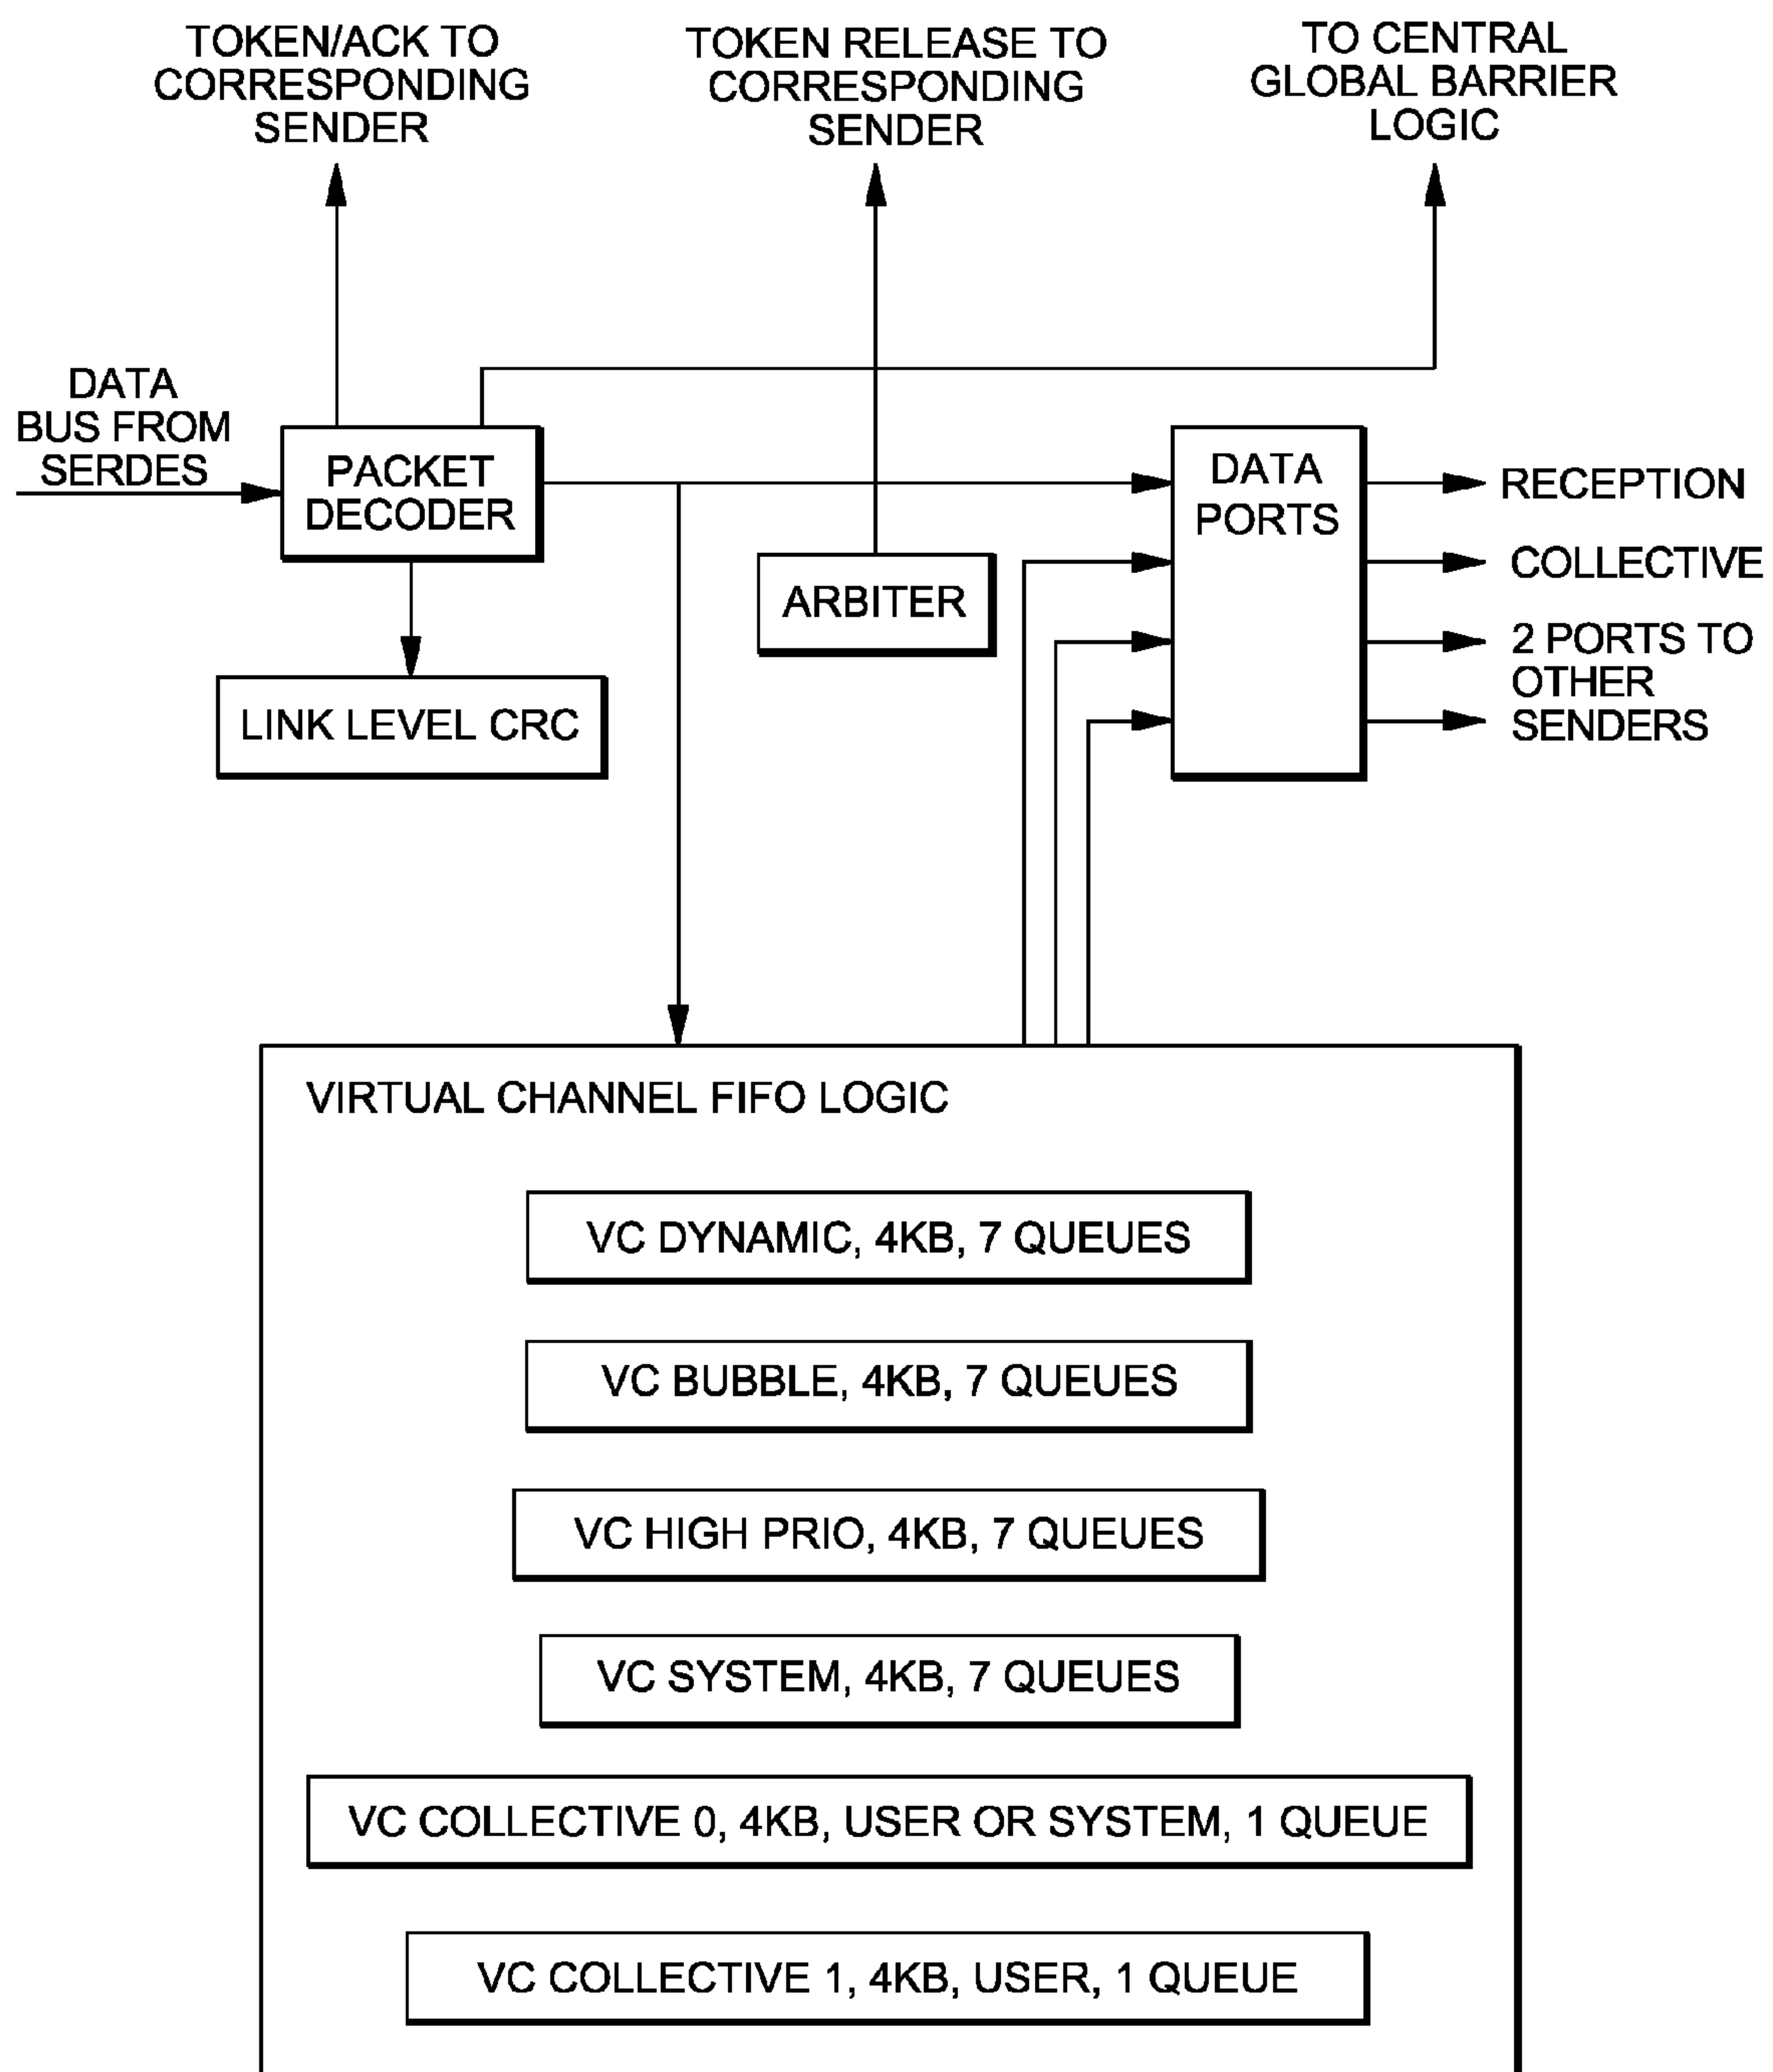 TOKEN/ACK TO
CORRESPONDING
SENDER
TOKEN RELEASE TO
CORRESPONDING
SENDER
TO CENTRAL
GLOBAL BARRIER
LOGIC
DATA
BUS FROM
SERDES
PACKET
DECODER
DATA
PORTS
RECEPTION
COLLECTIVE
2 PORTS TO
OTHER
SENDERS
ARBITER
LINK LEVEL CRC
VIRTUAL CHANNEL FIFO LOGIC
VC DYNAMIC, 4KB, 7 QUEUES
VC BUBBLE, 4KB, 7 QUEUES
VC HIGH PRIO, 4KB, 7 QUEUES
VC SYSTEM, 4KB, 7 QUEUES
VC COLLECTIVE 0, 4KB, USER OR SYSTEM, 1 QUEUE
VC COLLECTIVE 1, 4KB, USER, 1 QUEUE